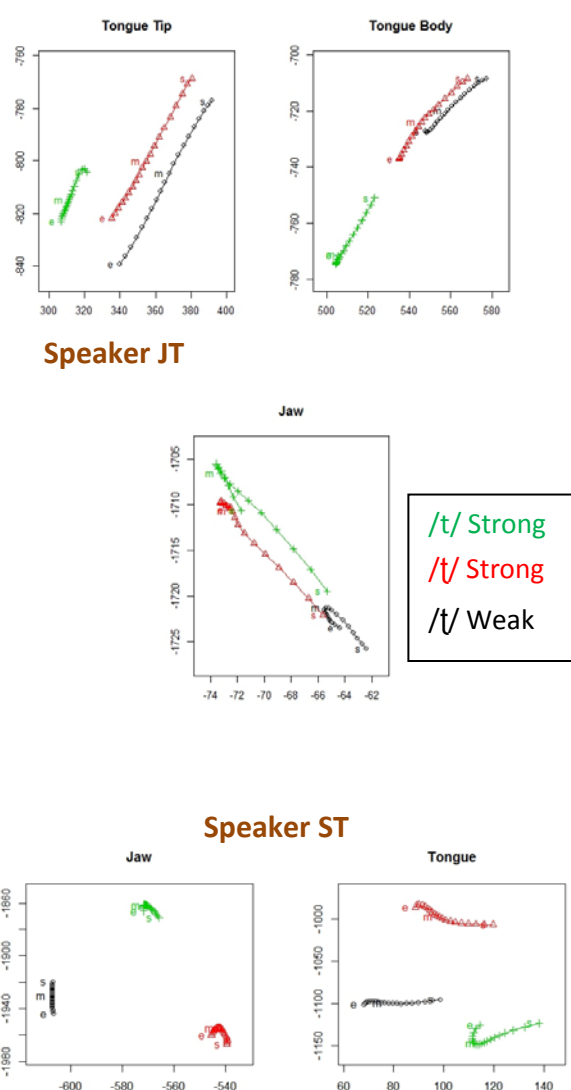 Tongue Tip
Tongue Body
-760
-780
-800
-820
-840
s
s
m
m
e
e
e
m
300 320 340 360 380 400
-700
-720
-740
-760
-780
s
s
m
m
e
s
500 520 540 560 580
Speaker JT
Jaw
-1705
-1710
-1715
-1720
-1725
m
s
s
m
e
s
-74 -72 -70 -68 -66 -64 -62
/t/ Strong
/ʈ/ Strong
/ʈ/ Weak
Speaker ST
Jaw
Tongue
-1860
-1900
-1940
-1980
m
e
s
s
m
e
m
e
s
-600 -580 -560 -540
-1000
-1050
-1100
-1150
e
m
e
m
e
m
s
60 80 100 120 140